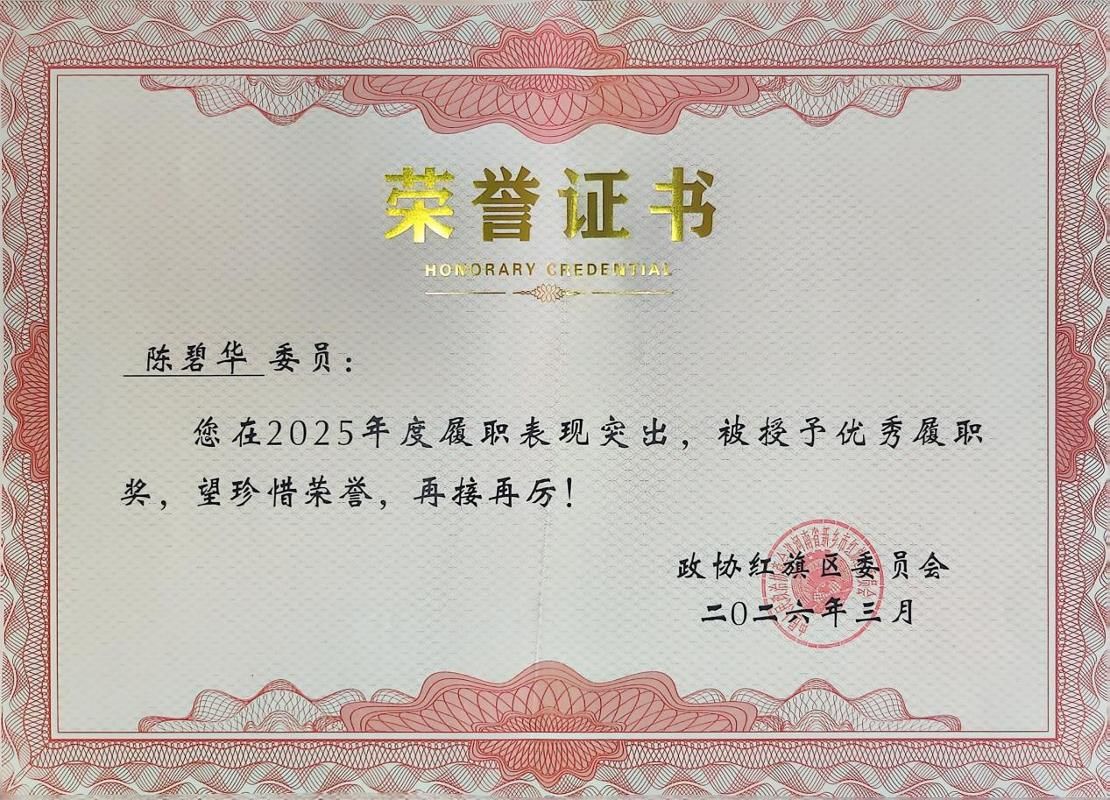 荣誉证书
HONORARY CREDENTIAL
陈碧华 委员：
您在2025年度履职表现突出，被授予优秀履职
奖，望珍惜荣誉，再接再厉！
政协红旗区委员会
二〇二六年三月